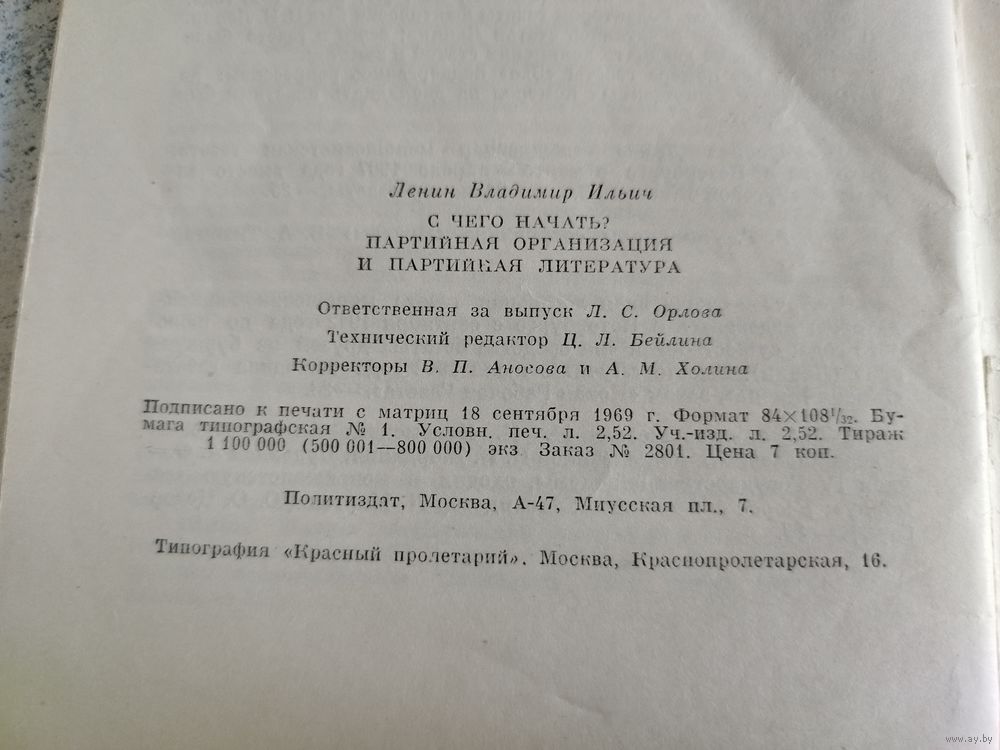 Ленин Владимир Ильич
С ЧЕГО НАЧАТЬ?
ПАРТИЙНАЯ ОРГАНИЗАЦИЯ
И ПАРТИЙНАЯ ЛИТЕРАТУРА
Ответственная за выпуск Л. С. Орлова
Технический редактор Ц. Л. Бейлина
Корректоры В. П. Аносова и А. М. Холина
Подписано к печати с матриц 18 сентября 1969 г. Формат 84×108¹/₃₂. Бу-
мага типографская № 1. Условн. печ. л. 2,52. Уч.-изд. л. 2,52. Тираж
1 100 000 (500 001—800 000) экз. Заказ № 2801. Цена 7 коп.
Политиздат, Москва, А-47, Миусская пл., 7.
Типография «Красный пролетарий». Москва, Краснопролетарская, 16.
www.ay.by